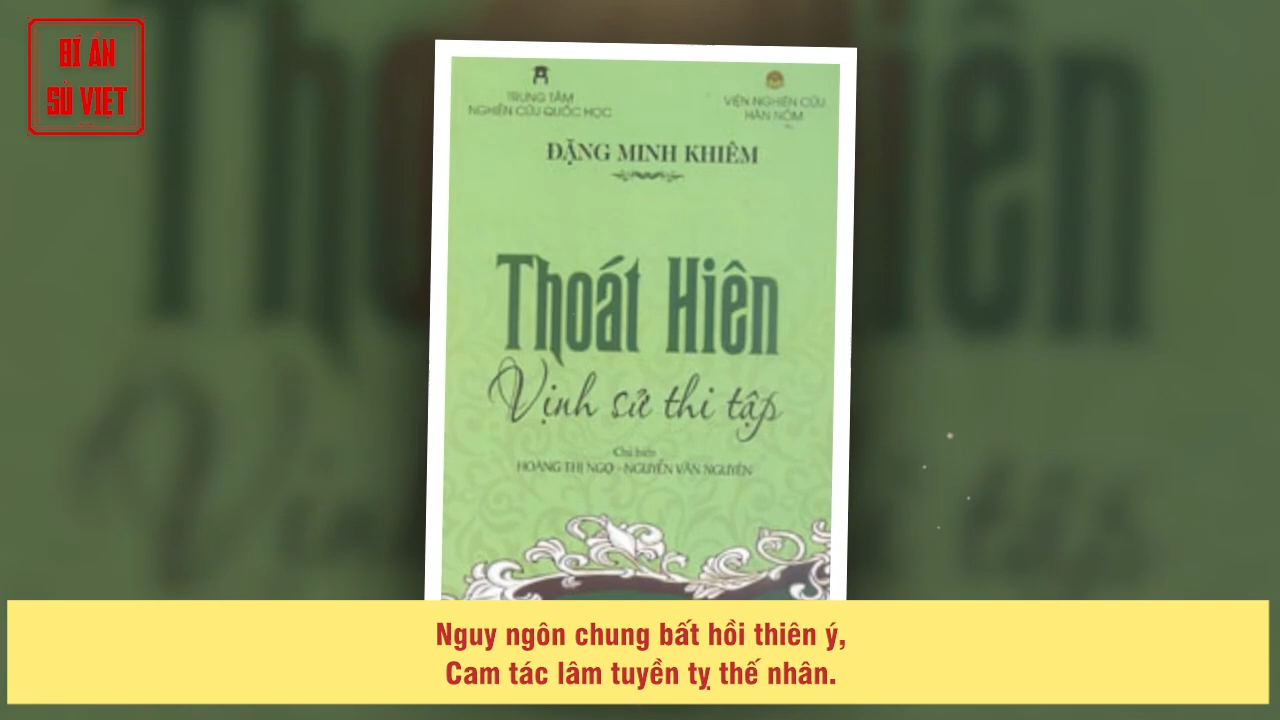 BÍ ẨN
SỬ VIỆT
TRUNG TÂM
NGHIÊN CỨU QUỐC HỌC
VIỆN NGHIÊN CỨU
HÁN NÔM
ĐẶNG MINH KHIÊM
Thoát Hiên
Vịnh sử thi tập
Chủ biên
HOÀNG THỊ NGỌ - NGUYỄN VĂN NGUYÊN
Nguy ngôn chung bất hồi thiên ý,
Cam tác lâm tuyền tỵ thế nhân.